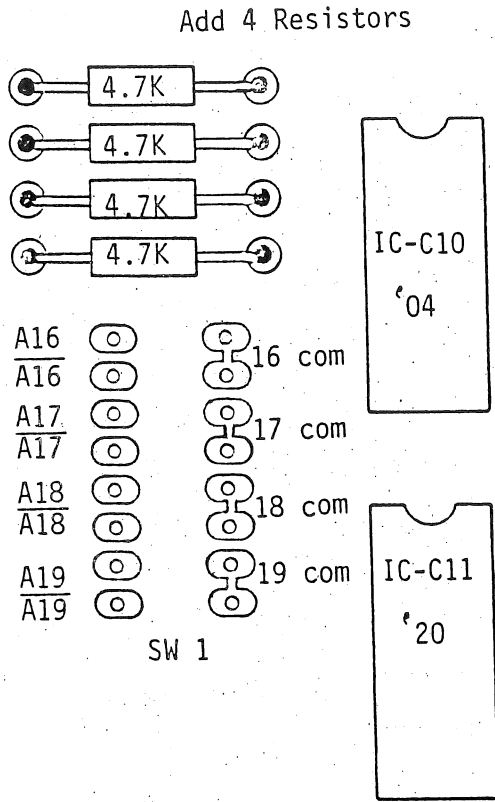 Add 4 Resistors
4.7K
4.7K
4.7K
4.7K
IC-C10
'04
A16
A16
16 com
A17
A17
17 com
A18
A18
18 com
A19
A19
19 com
SW 1
IC-C11
'20